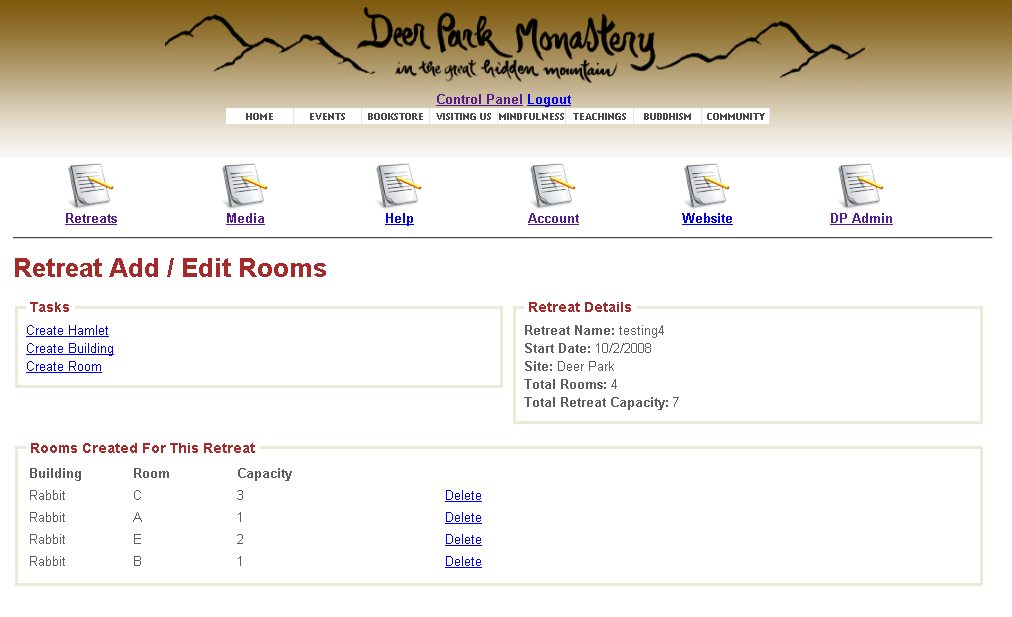 Deer Park Monastery
in the great hidden mountain
Control Panel Logout
HOME EVENTS BOOKSTORE VISITING US MINDFULNESS TEACHINGS BUDDHISM COMMUNITY
Retreats Media Help Account Website DP Admin
Retreat Add / Edit Rooms
Tasks
Create Hamlet
Create Building
Create Room
Retreat Details
Retreat Name: testing4
Start Date: 10/2/2008
Site: Deer Park
Total Rooms: 4
Total Retreat Capacity: 7
Rooms Created For This Retreat
Building Room Capacity
Rabbit C 3 Delete
Rabbit A 1 Delete
Rabbit E 2 Delete
Rabbit B 1 Delete